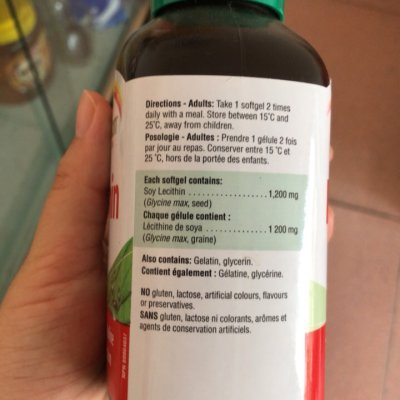 Directions - Adults: Take 1 softgel 2 times
daily with a meal. Store between 15°C and
25°C, away from children.
Posologie - Adultes : Prendre 1 gélule 2 fois
par jour au repas. Conserver entre 15 °C et
25 °C, hors de la portée des enfants.
Each softgel contains:
Soy Lecithin .................... 1,200 mg
(Glycine max, seed)
Chaque gélule contient :
Lécithine de soya ............... 1 200 mg
(Glycine max, graine)
Also contains: Gelatin, glycerin.
Contient également : Gélatine, glycérine.
NO gluten, lactose, artificial colours, flavours
or preservatives.
SANS gluten, lactose ni colorants, arômes et
agents de conservation artificiels.
in